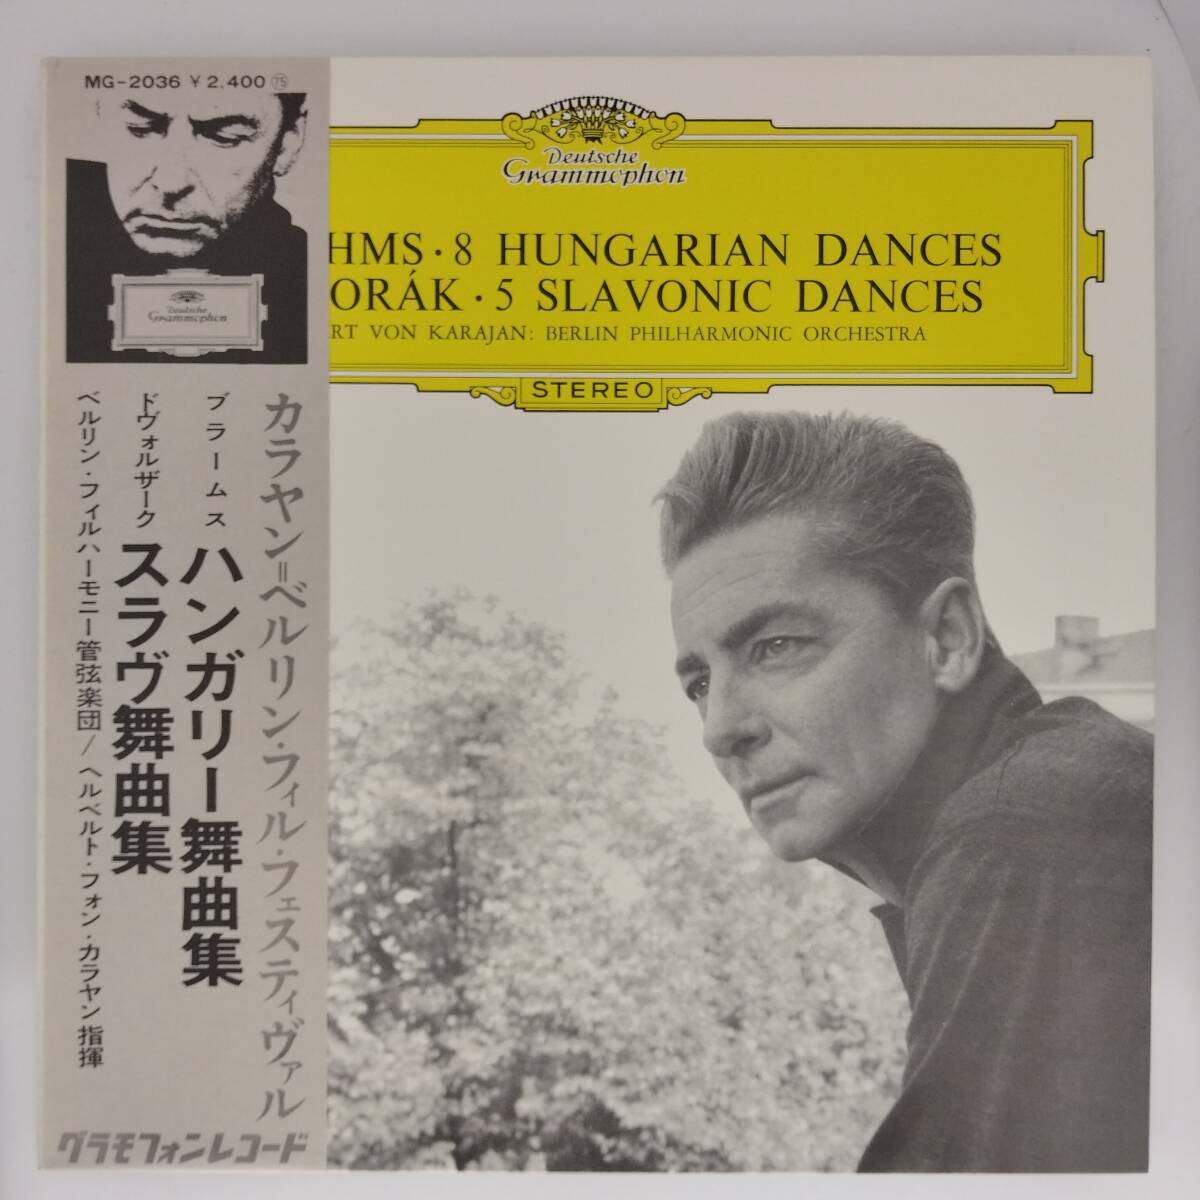 MG-2036 ¥2.400 ㊄
Deutsche
Grammophon
カラヤン=ベルリン・フィル・フェスティヴァル
ブラームス ハンガリー舞曲集
ドヴォルザーク スラヴ舞曲集
ベルリン・フィルハーモニー管弦楽団/ヘルベルト・フォン・カラヤン指揮
グラモフォンレコード
Deutsche
Grammophon
HMS・8 HUNGARIAN DANCES
ORÁK・5 SLAVONIC DANCES
ERT VON KARAJAN: BERLIN PHILHARMONIC ORCHESTRA
STEREO